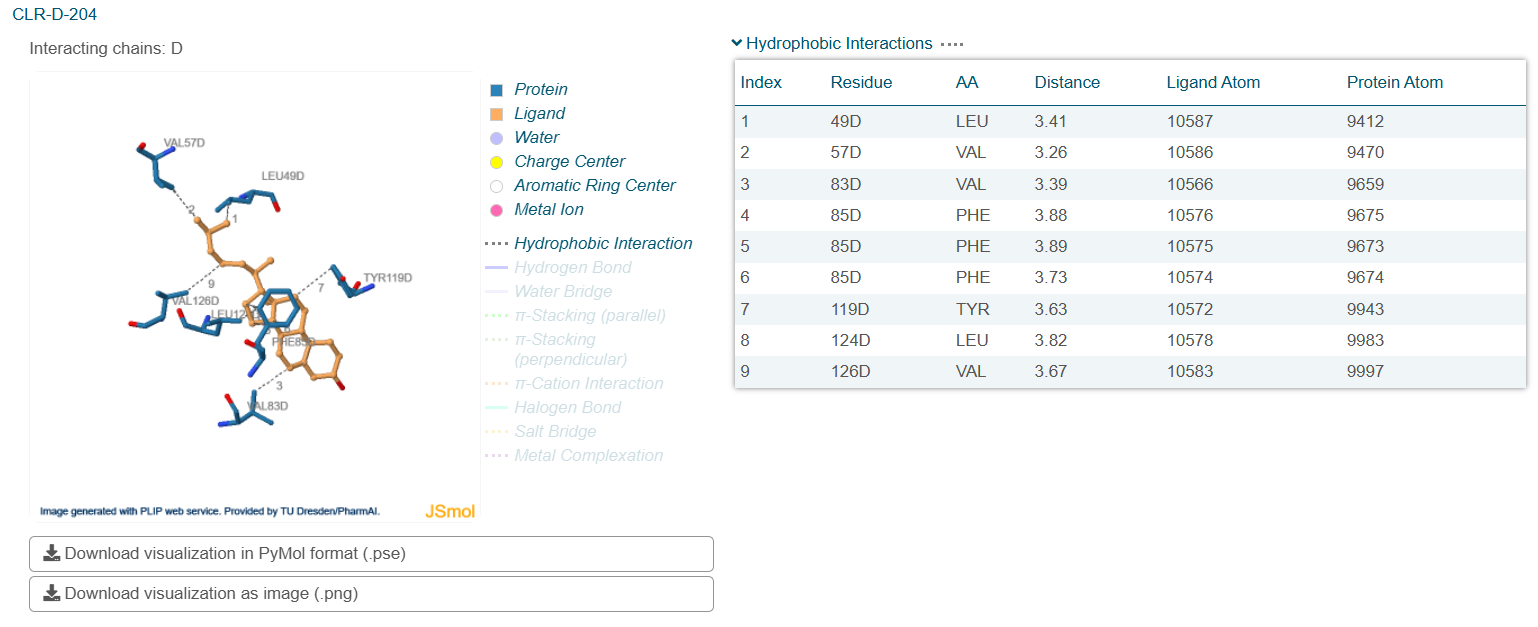 CLR-D-204
Interacting chains: D
VAL57D
LEU49D
2
1
9
7
TYR119D
VAL126D
PHE85D
3
VAL83D
Image generated with PLIP web service. Provided by TU Dresden/PharmAI.
JSmol
Protein
Ligand
Water
Charge Center
Aromatic Ring Center
Metal Ion
Hydrophobic Interaction
Hydrogen Bond
Water Bridge
π-Stacking (parallel)
π-Stacking
(perpendicular)
π-Cation Interaction
Halogen Bond
Salt Bridge
Metal Complexation
Download visualization in PyMol format (.pse)
Download visualization as image (.png)
Hydrophobic Interactions
Index Residue AA Distance Ligand Atom Protein Atom
1 49D LEU 3.41 10587 9412
2 57D VAL 3.26 10586 9470
3 83D VAL 3.39 10566 9659
4 85D PHE 3.88 10576 9675
5 85D PHE 3.89 10575 9673
6 85D PHE 3.73 10574 9674
7 119D TYR 3.63 10572 9943
8 124D LEU 3.82 10578 9983
9 126D VAL 3.67 10583 9997